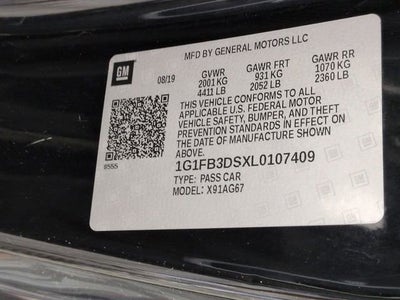 MFD BY GENERAL MOTORS LLC
GM
08/19
GVWR GAWR FRT GAWR RR
2001 KG 931 KG 1070 KG
4411 LB 2052 LB 2360 LB
THIS VEHICLE CONFORMS TO ALL
APPLICABLE U.S. FEDERAL MOTOR
VEHICLE SAFETY, BUMPER, AND THEFT
PREVENTION STANDARDS IN EFFECT ON
THE DATE OF MANUFACTURE SHOWN
ABOVE.
#55S
1G1FB3DSXL0107409
TYPE: PASS CAR
MODEL: X91AG67